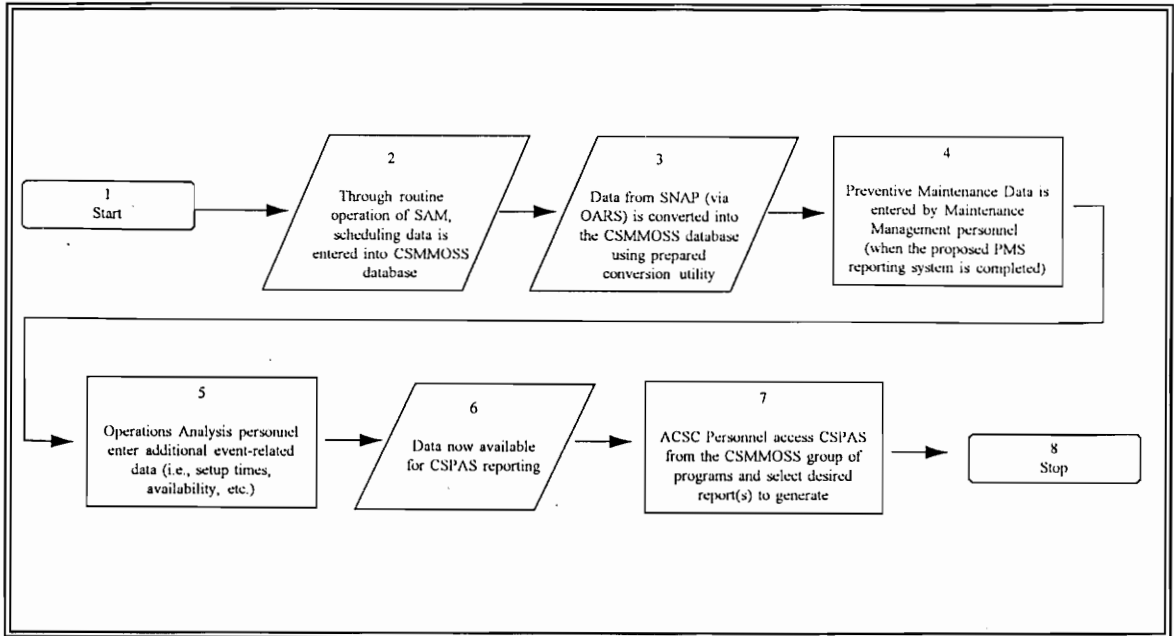 1
Start
2
Through routine
operation of SAM,
scheduling data is
entered into CSMMOSS
database
3
Data from SNAP (via
OARS) is converted into
the CSMMOSS database
using prepared
conversion utility
4
Preventive Maintenance Data is
entered by Maintenance
Management personnel
(when the proposed PMS
reporting system is completed)
5
Operations Analysis personnel
enter additional event-related
data (i.e., setup times,
availability, etc.)
6
Data now available
for CSPAS reporting
7
ACSC Personnel access CSPAS
from the CSMMOSS group of
programs and select desired
report(s) to generate
8
Stop